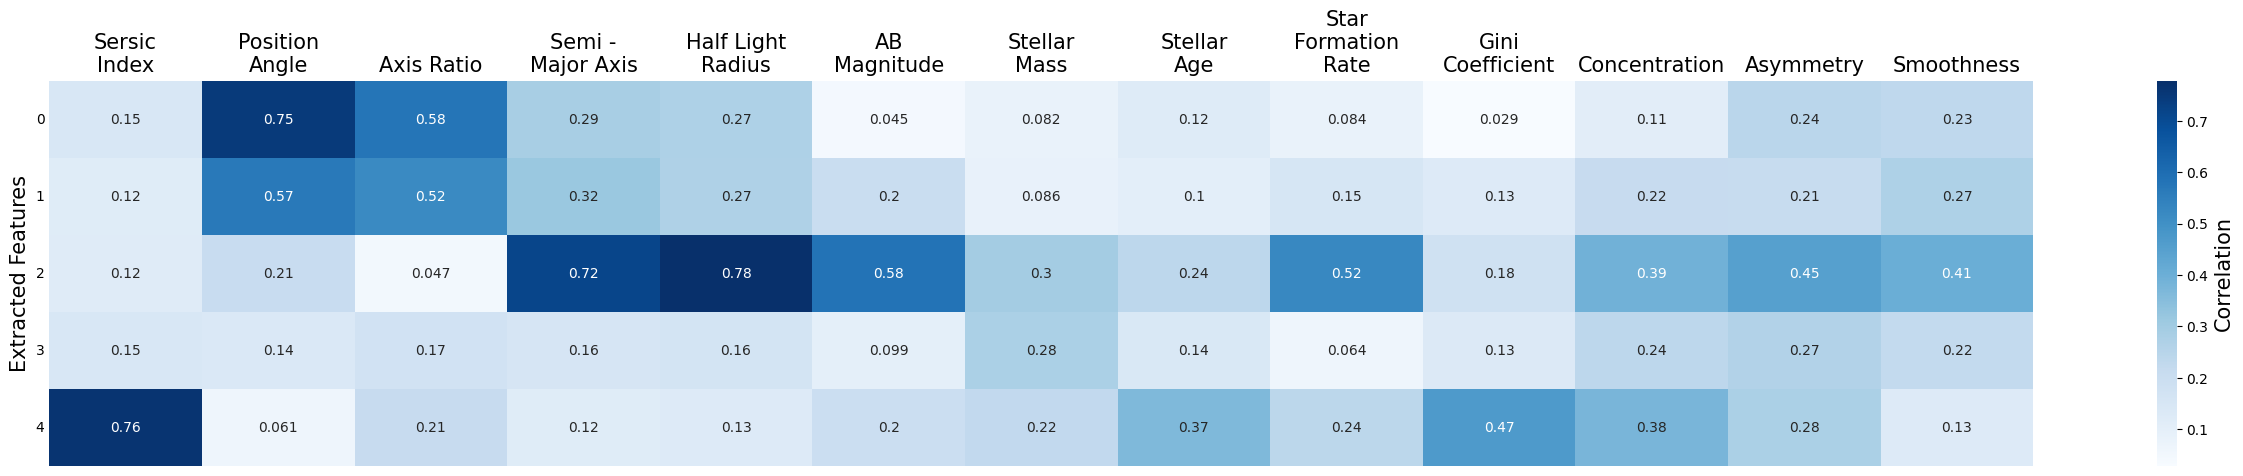 Star
Sersic Position Semi - Half Light AB Stellar Stellar Formation Gini
Index Angle Axis Ratio Major Axis Radius Magnitude Mass Age Rate Coefficient Concentration Asymmetry Smoothness
0 0.15 0.75 0.58 0.29 0.27 0.045 0.082 0.12 0.084 0.029 0.11 0.24 0.23
1 0.12 0.57 0.52 0.32 0.27 0.2 0.086 0.1 0.15 0.13 0.22 0.21 0.27
2 0.12 0.21 0.047 0.72 0.78 0.58 0.3 0.24 0.52 0.18 0.39 0.45 0.41
3 0.15 0.14 0.17 0.16 0.16 0.099 0.28 0.14 0.064 0.13 0.24 0.27 0.22
4 0.76 0.061 0.21 0.12 0.13 0.2 0.22 0.37 0.24 0.47 0.38 0.28 0.13
Extracted Features
0.7
0.6
0.5
0.4
0.3
0.2
0.1
Correlation